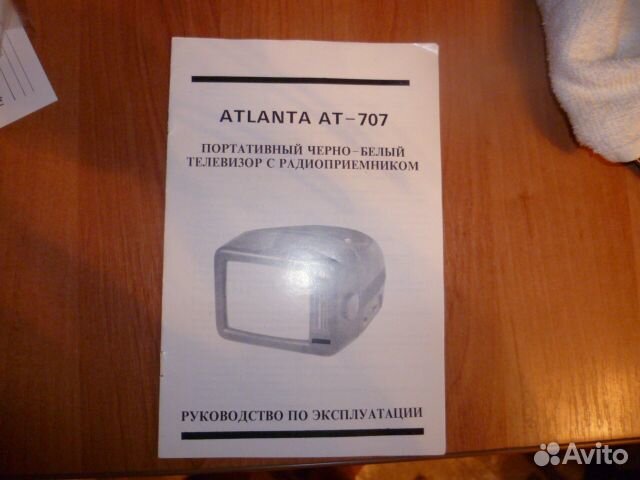 ATLANTA AT-707
ПОРТАТИВНЫЙ ЧЕРНО-БЕЛЫЙ
ТЕЛЕВИЗОР С РАДИОПРИЕМНИКОМ
РУКОВОДСТВО ПО ЭКСПЛУАТАЦИИ
Avito